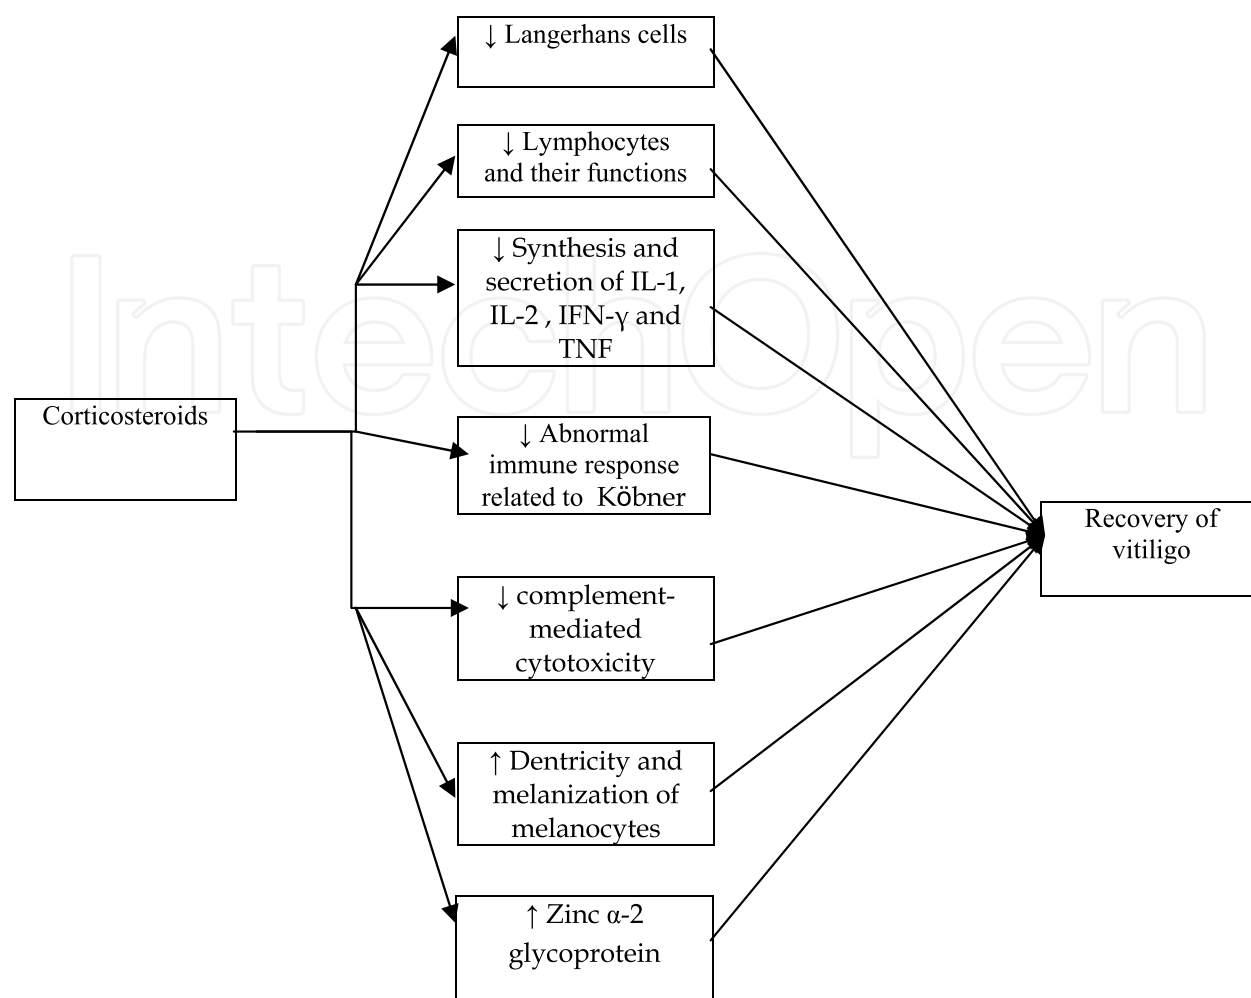 ↓ Langerhans cells
↓ Lymphocytes
and their functions
↓ Synthesis and
secretion of IL-1,
IL-2 , IFN-γ and
TNF
Corticosteroids
↓ Abnormal
immune response
related to Köbner
Recovery of
vitiligo
↓ complement-
mediated
cytotoxicity
↑ Dentricity and
melanization of
melanocytes
↑ Zinc α-2
glycoprotein
IntechOpen